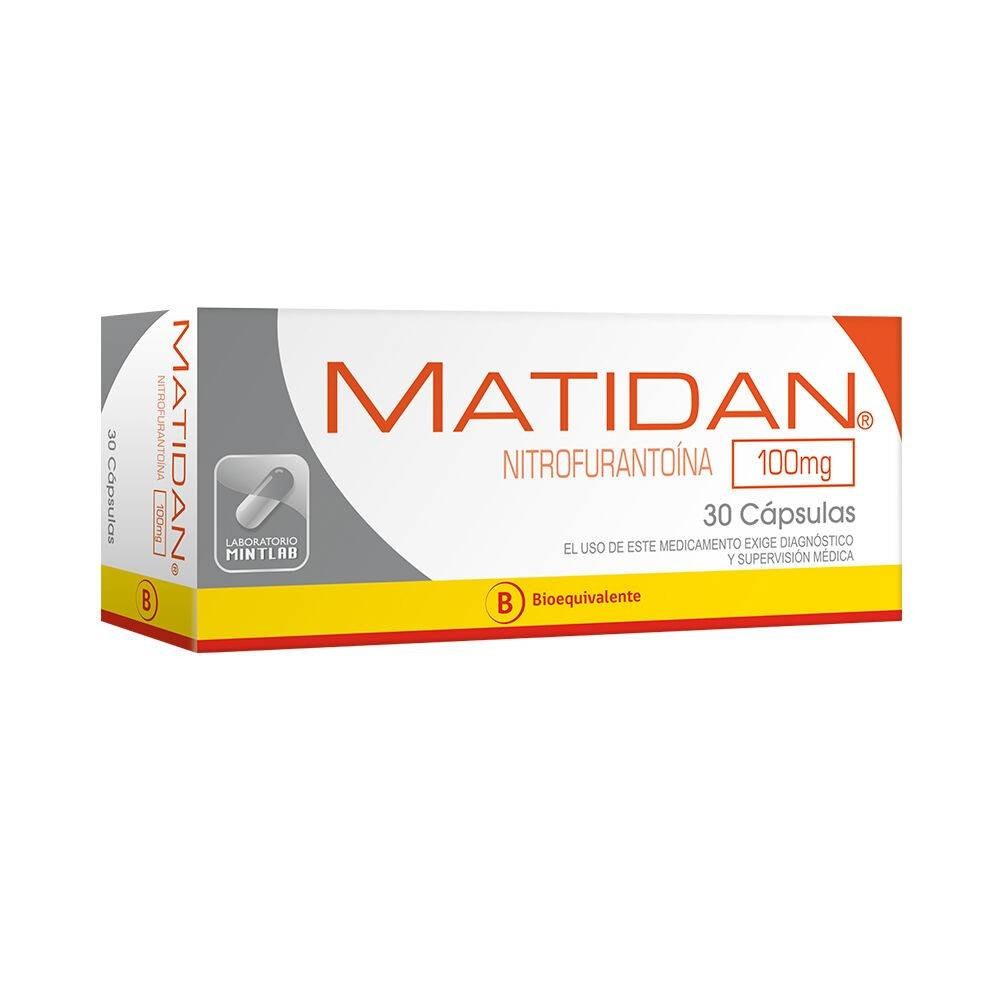 MATIDAN®
NITROFURANTOÍNA 100mg
30 Cápsulas
EL USO DE ESTE MEDICAMENTO EXIGE DIAGNÓSTICO
Y SUPERVISIÓN MÉDICA
LABORATORIO
MINTLAB
B Bioequivalente
MATIDAN®
NITROFURANTOÍNA 100mg
30 Cápsulas
B